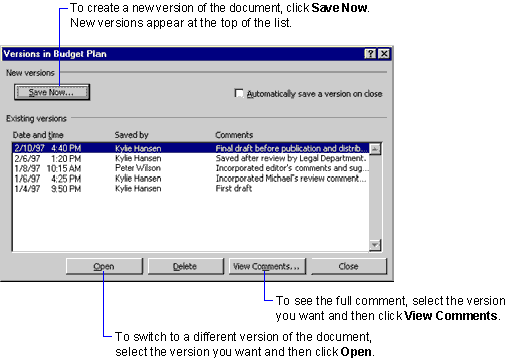 To create a new version of the document, click Save Now.
New versions appear at the top of the list.
Versions in Budget Plan
New versions
Save Now...
Automatically save a version on close
Existing versions
Date and time Saved by Comments
2/10/97 4:40 PM Kylie Hansen Final draft before publication and distrib...
2/6/97 1:20 PM Kylie Hansen Saved after review by Legal Department.
1/8/97 10:15 AM Peter Wilson Incorporated editor's comments and sug...
1/6/97 4:25 PM Kylie Hansen Incorporated Michael's review comment...
1/4/97 9:50 PM Kylie Hansen First draft
Open Delete View Comments... Close
To see the full comment, select the version
you want and then click View Comments.
To switch to a different version of the document,
select the version you want and then click Open.